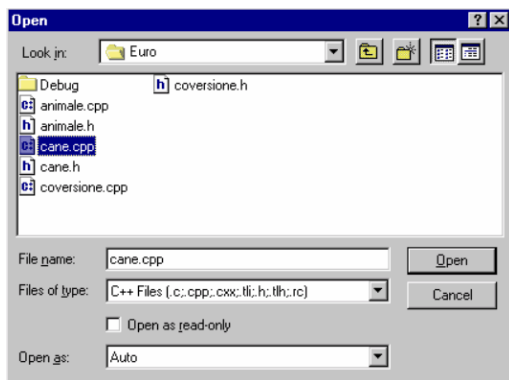 Open
Look in: Euro
Debug
coversione.h
animale.cpp
animale.h
cane.cpp
cane.h
coversione.cpp
File name: cane.cpp Open
Files of type: C++ Files (.c;.cpp;.cxx;.tli;.h;.tlh;.rc) Cancel
Open as read-only
Open as: Auto